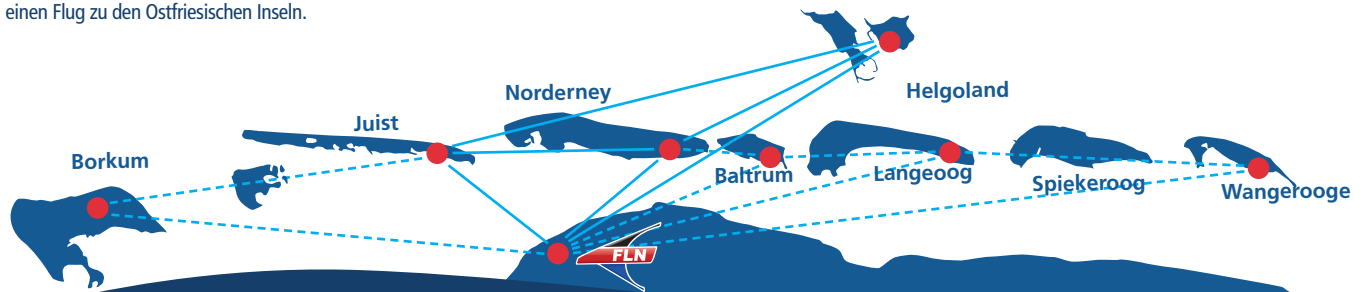 einen Flug zu den Ostfriesischen Inseln.
Helgoland
Norderney
Juist
Borkum
Baltrum
Langeoog
Spiekeroog
Wangerooge
FLN